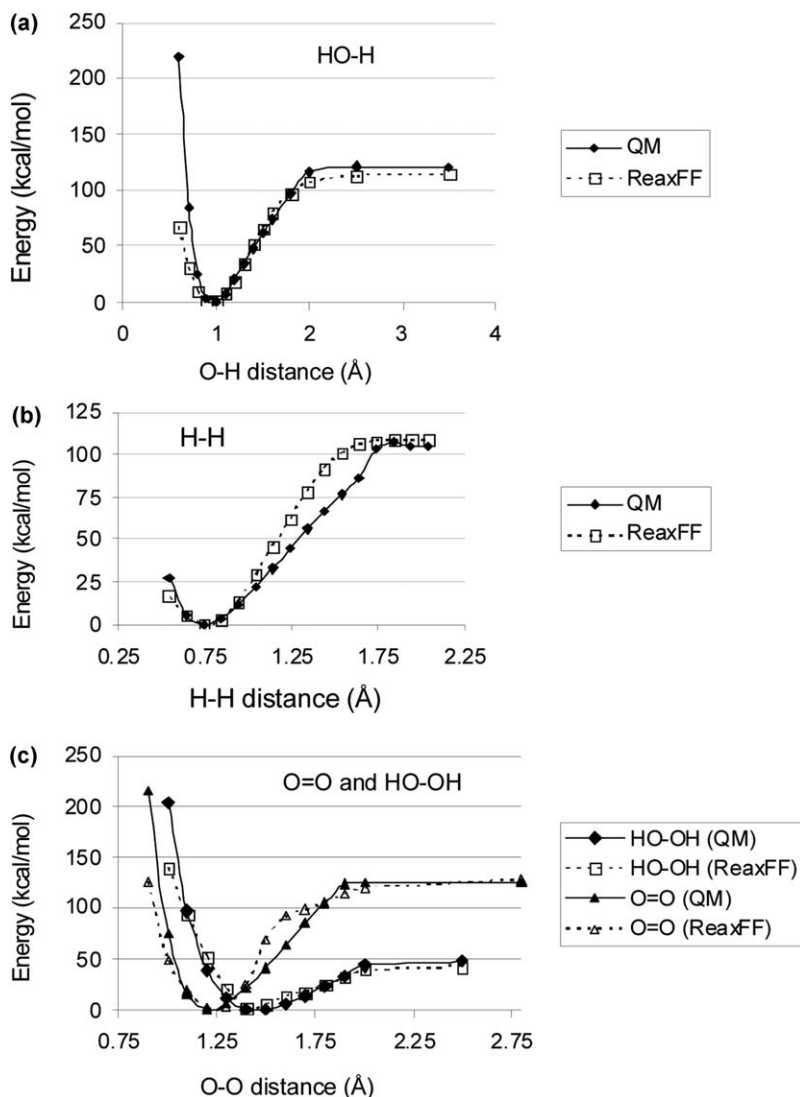 (a)
HO-H
250
200
150
100
50
0
0 1 2 3 4
Energy (kcal/mol)
O-H distance (Å)
QM
ReaxFF
(b)
H-H
125
100
75
50
25
0
0.25 0.75 1.25 1.75 2.25
Energy (kcal/mol)
H-H distance (Å)
QM
ReaxFF
(c)
O=O and HO-OH
250
200
150
100
50
0
0.75 1.25 1.75 2.25 2.75
Energy (kcal/mol)
O-O distance (Å)
HO-OH (QM)
HO-OH (ReaxFF)
O=O (QM)
O=O (ReaxFF)